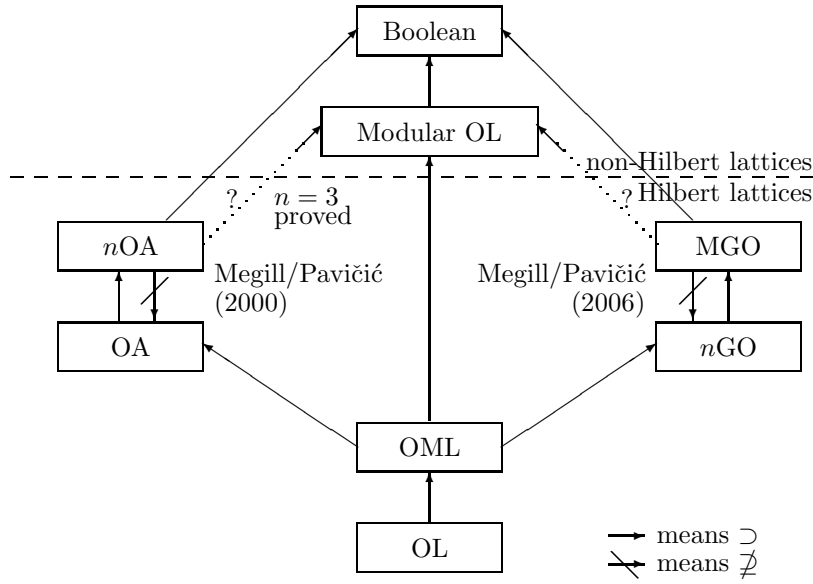 Boolean
Modular OL
non-Hilbert lattices
Hilbert lattices
?
n = 3
proved
?
nOA
MGO
Megill/Pavičić
(2000)
Megill/Pavičić
(2006)
OA
nGO
OML
OL
means ⊃
means ⊉